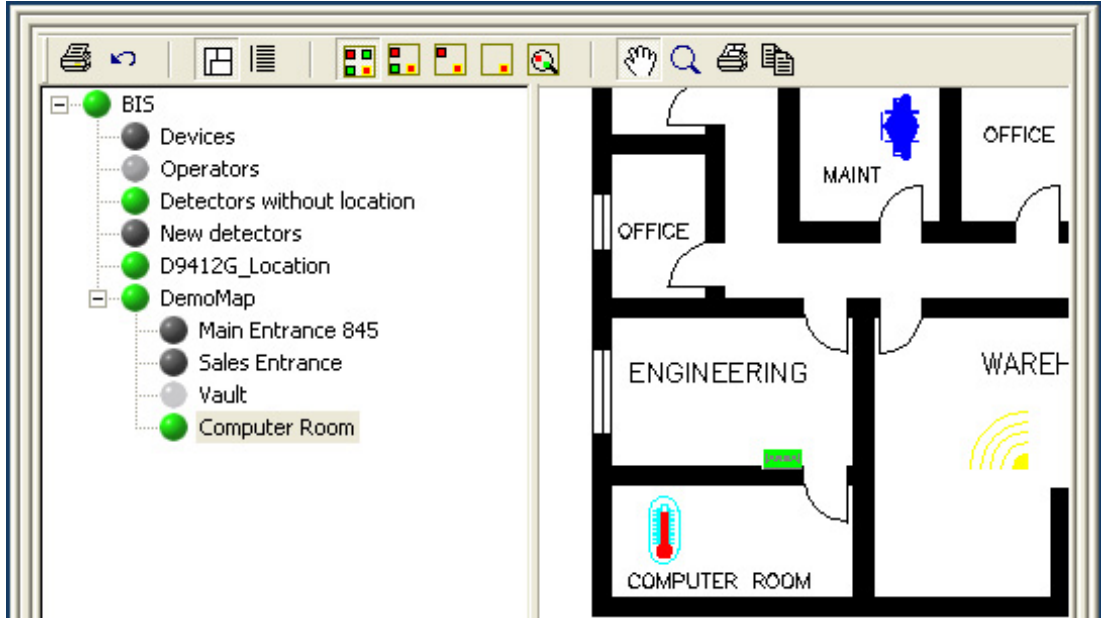 BIS
Devices
Operators
Detectors without location
New detectors
D9412G_Location
DemoMap
Main Entrance 845
Sales Entrance
Vault
Computer Room
OFFICE
MAINT
OFFICE
ENGINEERING
WAREH
COMPUTER ROOM